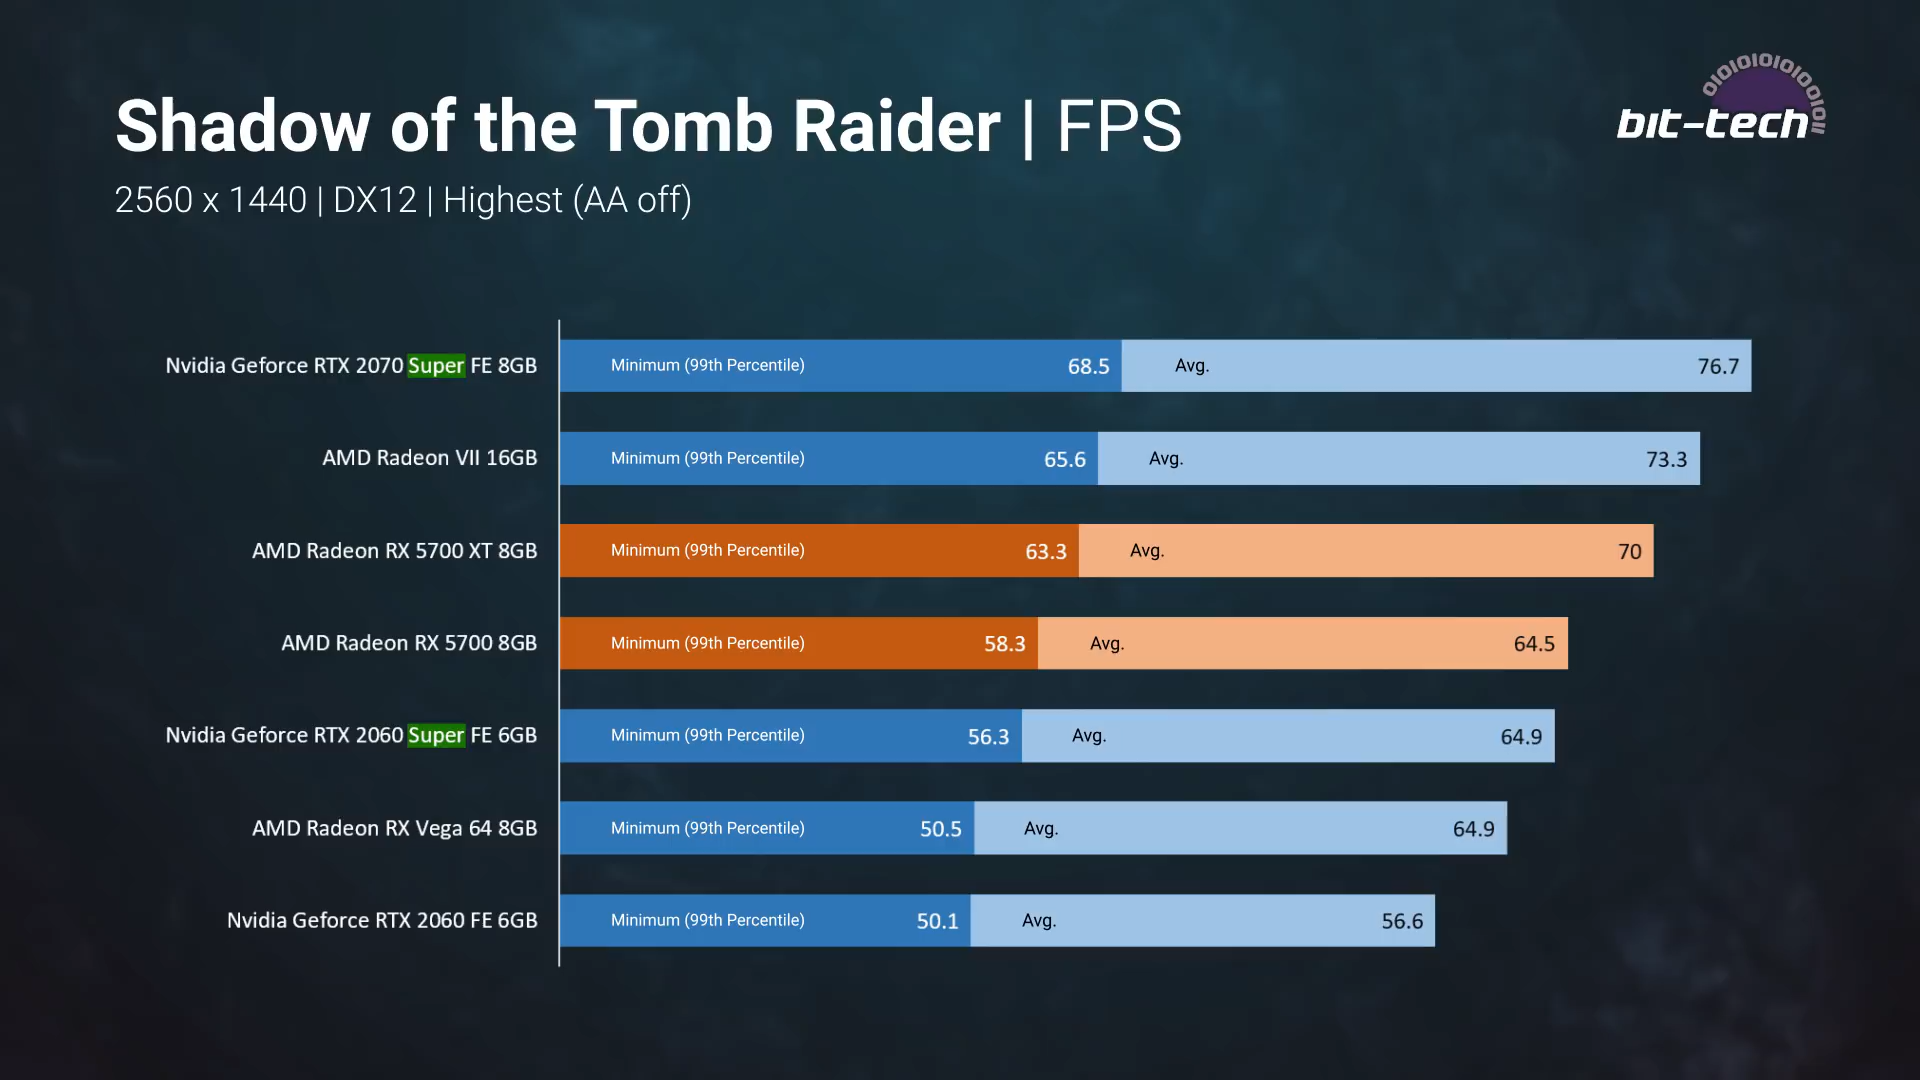 Shadow of the Tomb Raider | FPS
2560 x 1440 | DX12 | Highest (AA off)
01010101010010101
bit-tech
Nvidia Geforce RTX 2070 Super FE 8GB Minimum (99th Percentile) 68.5 Avg. 76.7
AMD Radeon VII 16GB Minimum (99th Percentile) 65.6 Avg. 73.3
AMD Radeon RX 5700 XT 8GB Minimum (99th Percentile) 63.3 Avg. 70
AMD Radeon RX 5700 8GB Minimum (99th Percentile) 58.3 Avg. 64.5
Nvidia Geforce RTX 2060 Super FE 6GB Minimum (99th Percentile) 56.3 Avg. 64.9
AMD Radeon RX Vega 64 8GB Minimum (99th Percentile) 50.5 Avg. 64.9
Nvidia Geforce RTX 2060 FE 6GB Minimum (99th Percentile) 50.1 Avg. 56.6